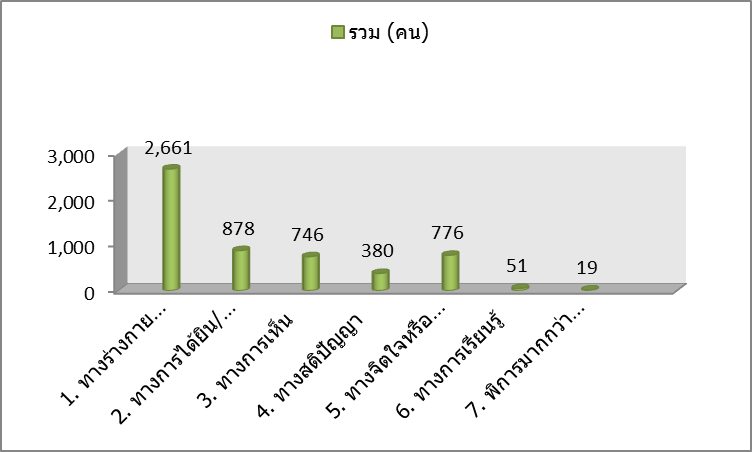 รวม (คน)
3,000
2,000
1,000
0
2,661
878
746
380
776
51
19
1. ทางร่างกาย...
2. ทางการได้ยิน/...
3. ทางการเห็น
4. ทางสติปัญญา
5. ทางจิตใจหรือ...
6. ทางการเรียนรู้
7. พิการมากกว่า...